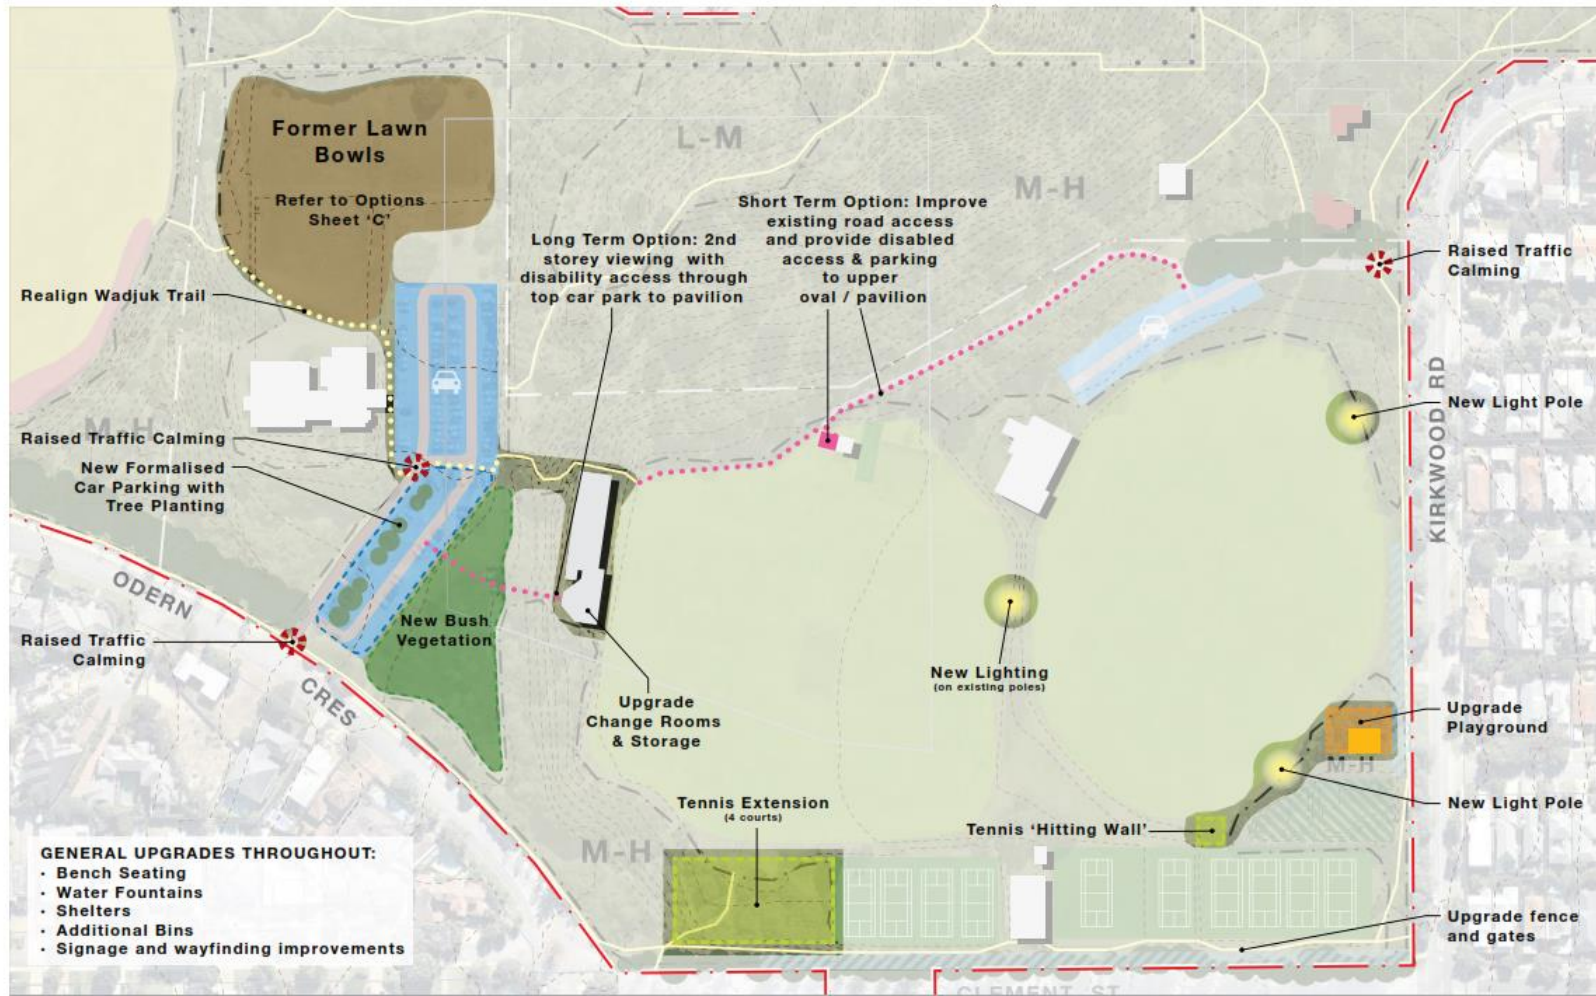 Former Lawn
Bowls
Refer to Options
Sheet 'C'
L-M
M-H
Short Term Option: Improve
existing road access
and provide disabled
access & parking
to upper
oval / pavilion
Long Term Option: 2nd
storey viewing with
disability access through
top car park to pavilion
Raised Traffic
Calming
Realign Wadjuk Trail
KIRKWOOD RD
New Light Pole
M-H
Raised Traffic Calming
New Formalised
Car Parking with
Tree Planting
ODERN
CRES
New Bush
Vegetation
Raised Traffic
Calming
New Lighting
(on existing poles)
Upgrade
Change Rooms
& Storage
Upgrade
Playground
M-H
New Light Pole
Tennis Extension
(4 courts)
Tennis 'Hitting Wall'
M-H
GENERAL UPGRADES THROUGHOUT:
• Bench Seating
• Water Fountains
• Shelters
• Additional Bins
• Signage and wayfinding improvements
Upgrade fence
and gates
CLEMENT ST